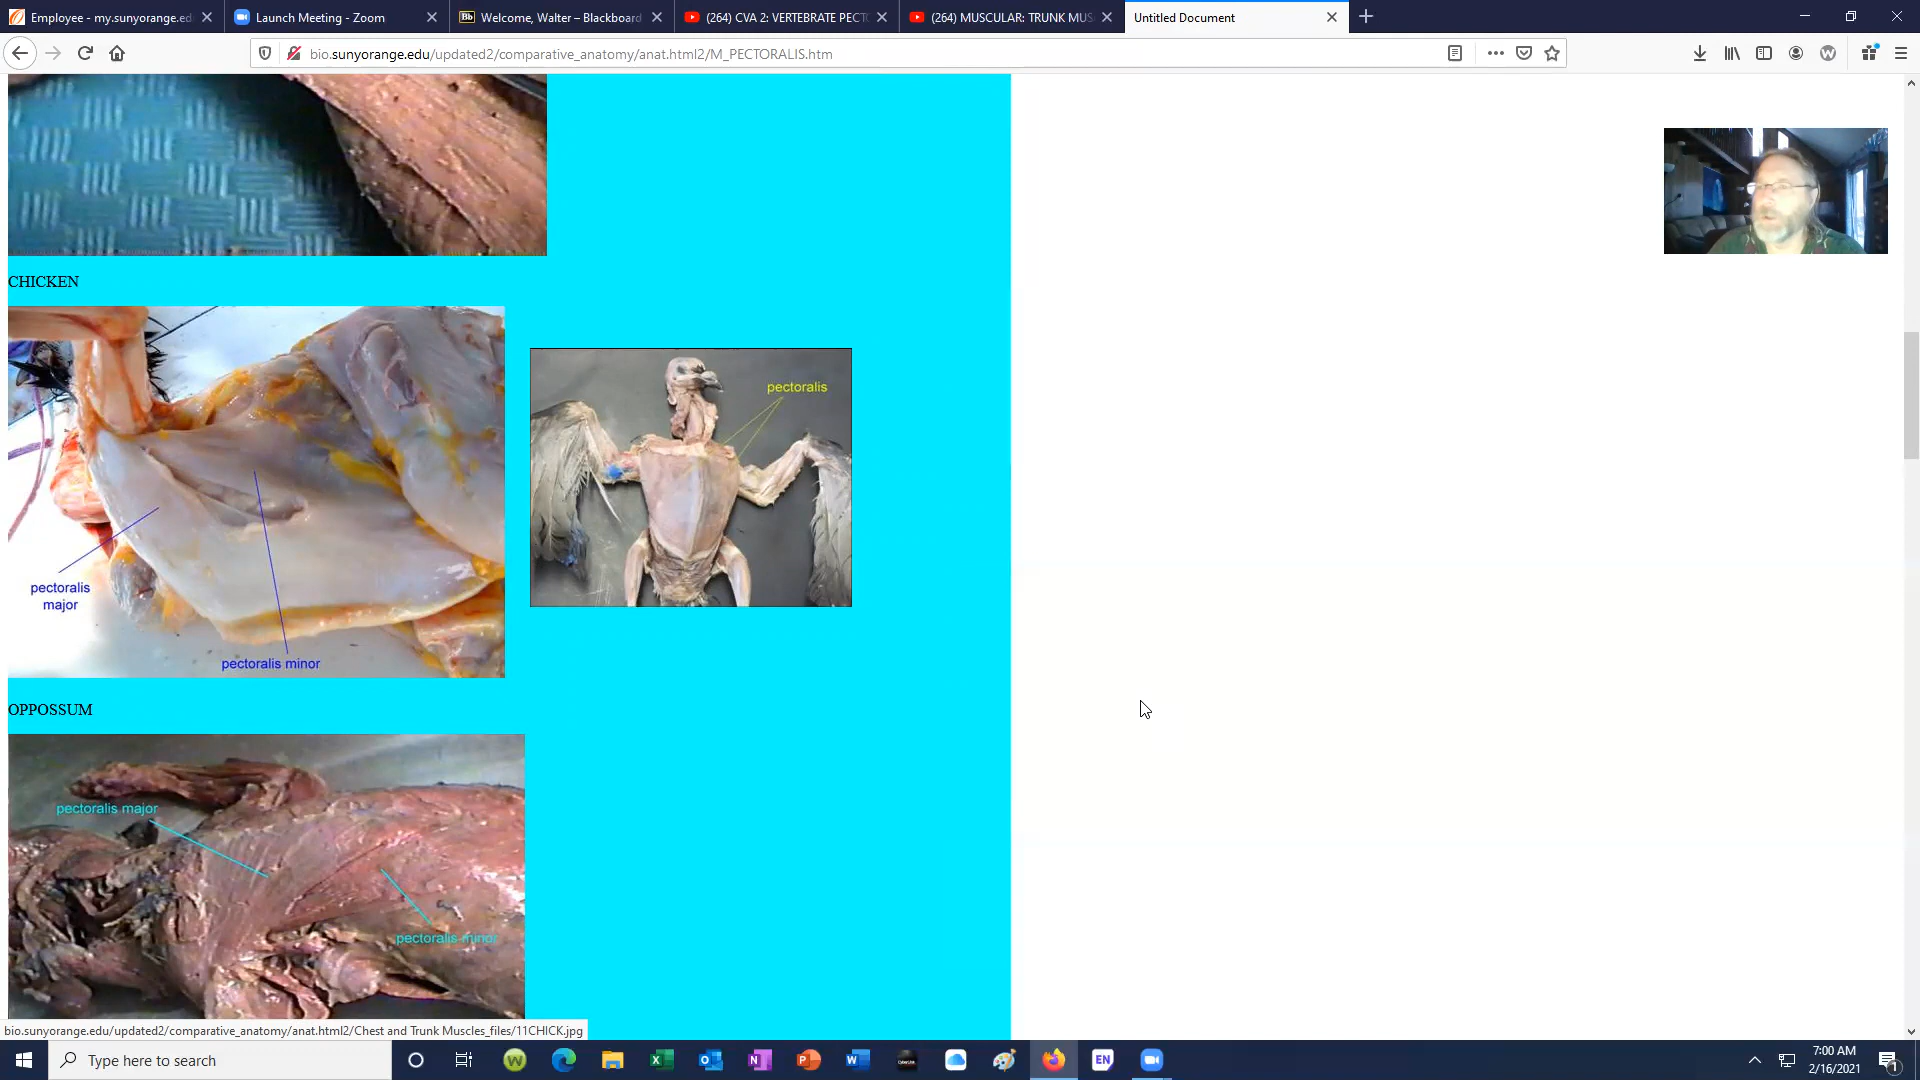 Employee - my.sunyorange.ed
Launch Meeting - Zoom
Bb
Welcome, Walter – Blackboard
(264) CVA 2: VERTEBRATE PECT
(264) MUSCULAR: TRUNK MUS
Untitled Document
bio.sunyorange.edu/updated2/comparative_anatomy/anat.html2/M_PECTORALIS.htm
W
CHICKEN
pectoralis
major
pectoralis minor
pectoralis
OPPOSSUM
pectoralis major
pectoralis minor
bio.sunyorange.edu/updated2/comparative_anatomy/anat.html2/Chest and Trunk Muscles_files/11CHICK.jpg
Type here to search
W
EN
7:00 AM
2/16/2021
1